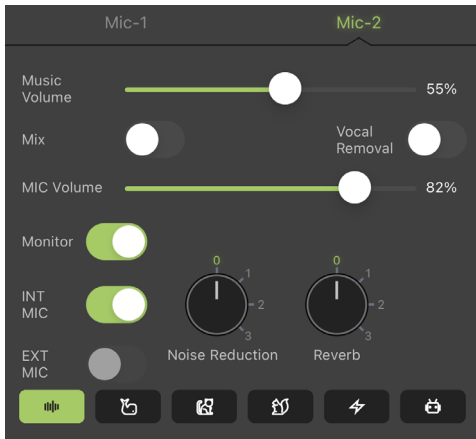 Mic-1
Mic-2
Music
Volume
55%
Mix
Vocal
Removal
MIC Volume
82%
Monitor
INT
MIC
0
1
2
3
Noise Reduction
0
1
2
3
Reverb
EXT
MIC